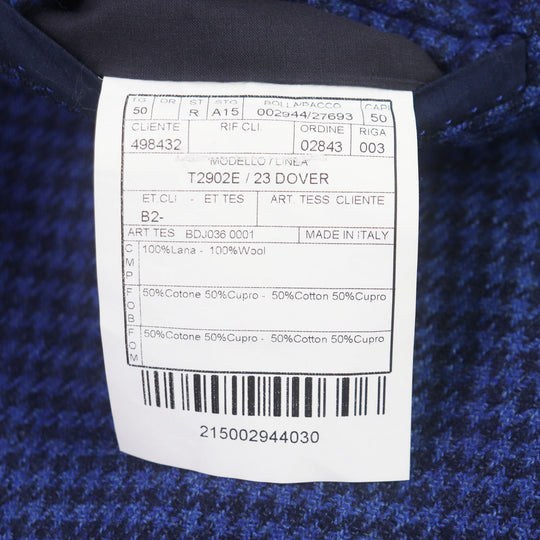 TG DR ST STG BOLLA/PACCO CAPI
50 R A15 002944/27693 50
CLIENTE RIF CLI. ORDINE RIGA
498432 02843 003
MODELLO / LINEA
T2902E / 23 DOVER
ET.CLI - ET TES ART. TESS CLIENTE
B2-
ART TES BDJ036 0001 MADE IN ITALY
CMP 100%Lana - 100%Wool
FOB 50%Cotone 50%Cupro - 50%Cotton 50%Cupro
FOM 50%Cotone 50%Cupro - 50%Cotton 50%Cupro
215002944030